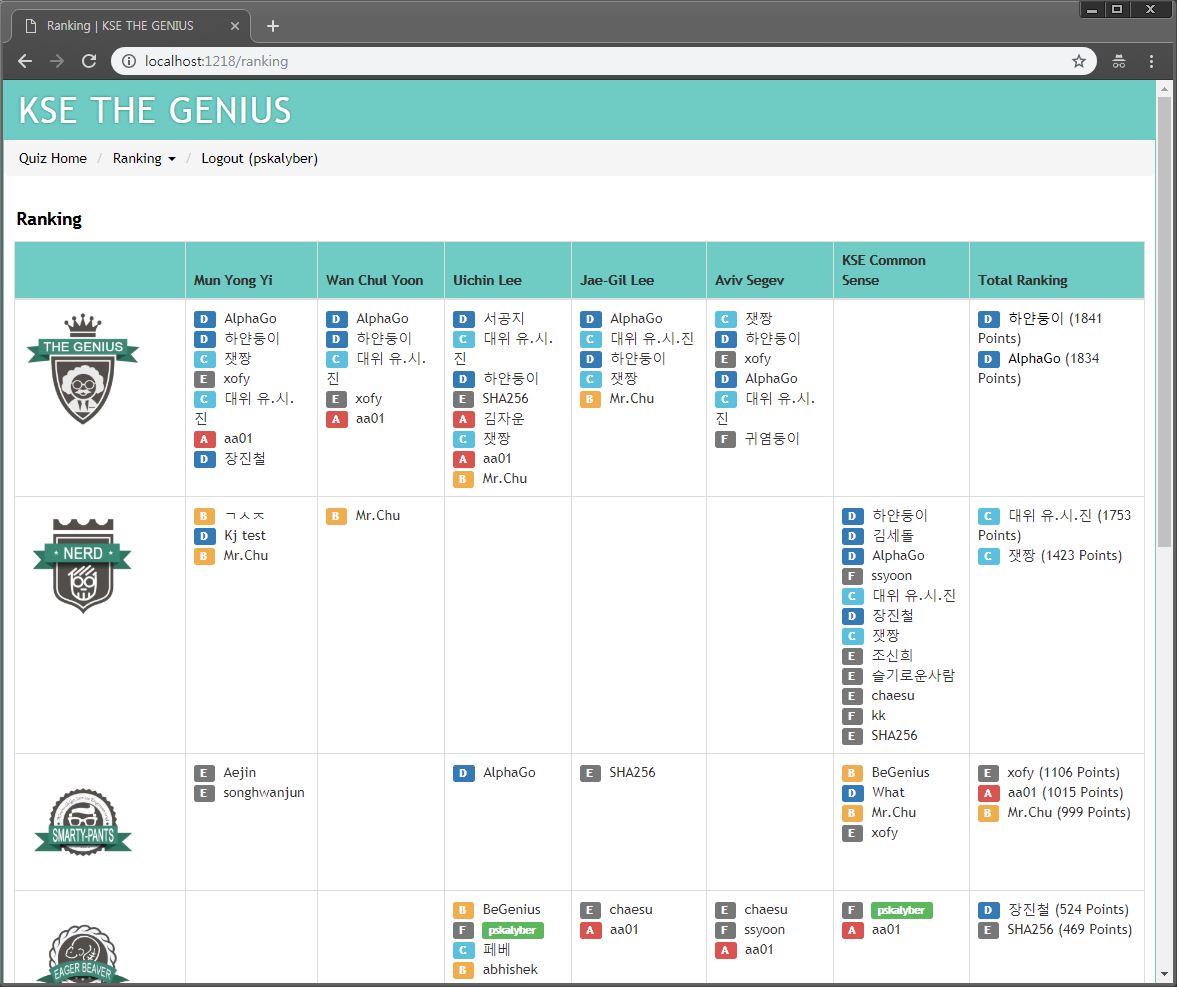 Ranking | KSE THE GENIUS
localhost:1218/ranking
KSE THE GENIUS
Quiz Home / Ranking / Logout (pskalyber)
Ranking
Mun Yong Yi
Wan Chul Yoon
Uichin Lee
Jae-Gil Lee
Aviv Segev
KSE Common
Sense
Total Ranking
THE GENIUS
D AlphaGo
D 하얀둥이
C 잿짱
E xofy
C 대위 유.시.
진
A aa01
D 장진철
D AlphaGo
D 하얀둥이
C 대위 유.시.
진
E xofy
A aa01
D 서공지
C 대위 유.시.
진
D 하얀둥이
E SHA256
A 김자운
C 잿짱
A aa01
B Mr.Chu
D AlphaGo
C 대위 유.시.진
D 하얀둥이
C 잿짱
B Mr.Chu
C 잿짱
D 하얀둥이
E xofy
D AlphaGo
C 대위 유.시.
진
F 귀염둥이
D 하얀둥이 (1841
Points)
D AlphaGo (1834
Points)
NERD
B ㄱㅅㅈ
D Kj test
B Mr.Chu
B Mr.Chu
D 하얀둥이
D 김세돌
D AlphaGo
F ssyoon
C 대위 유.시.진
D 장진철
C 잿짱
E 조신희
E 슬기로운사람
E chaesu
F kk
E SHA256
C 대위 유.시.진 (1753
Points)
C 잿짱 (1423 Points)
SMARTY-PANTS
E Aejin
E songhwanjun
D AlphaGo
E SHA256
B BeGenius
D What
B Mr.Chu
E xofy
E xofy (1106 Points)
A aa01 (1015 Points)
B Mr.Chu (999 Points)
EAGER BEAVER
B BeGenius
F pskalyber
C 페베
B abhishek
E chaesu
A aa01
E chaesu
F ssyoon
A aa01
F pskalyber
A aa01
D 장진철 (524 Points)
E SHA256 (469 Points)